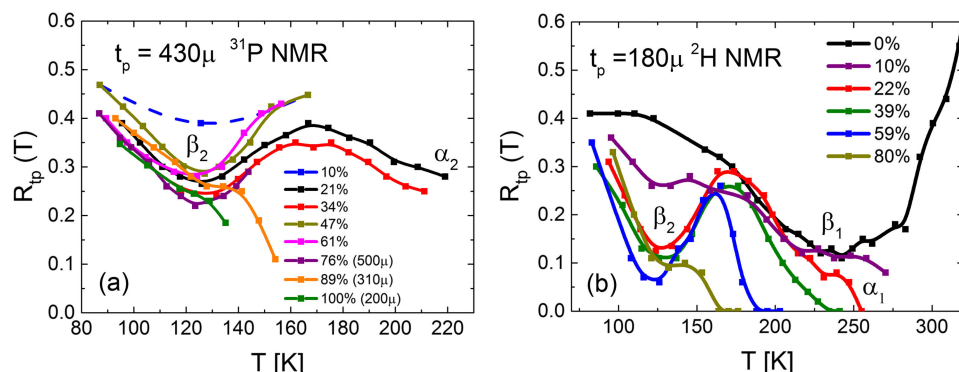 0.6
0.5
0.4
0.3
0.2
0.1
0.0
R_tp (T)
t_p = 430μ ³¹P NMR
β₂
α₂
10%
21%
34%
47%
61%
76% (500μ)
89% (310μ)
100% (200μ)
(a)
80 100 120 140 160 180 200 220
T [K]
0.6
0.5
0.4
0.3
0.2
0.1
0.0
R_tp (T)
t_p =180μ ²H NMR
0%
10%
22%
39%
59%
80%
β₂
β₁
α₁
(b)
100 150 200 250 300
T [K]